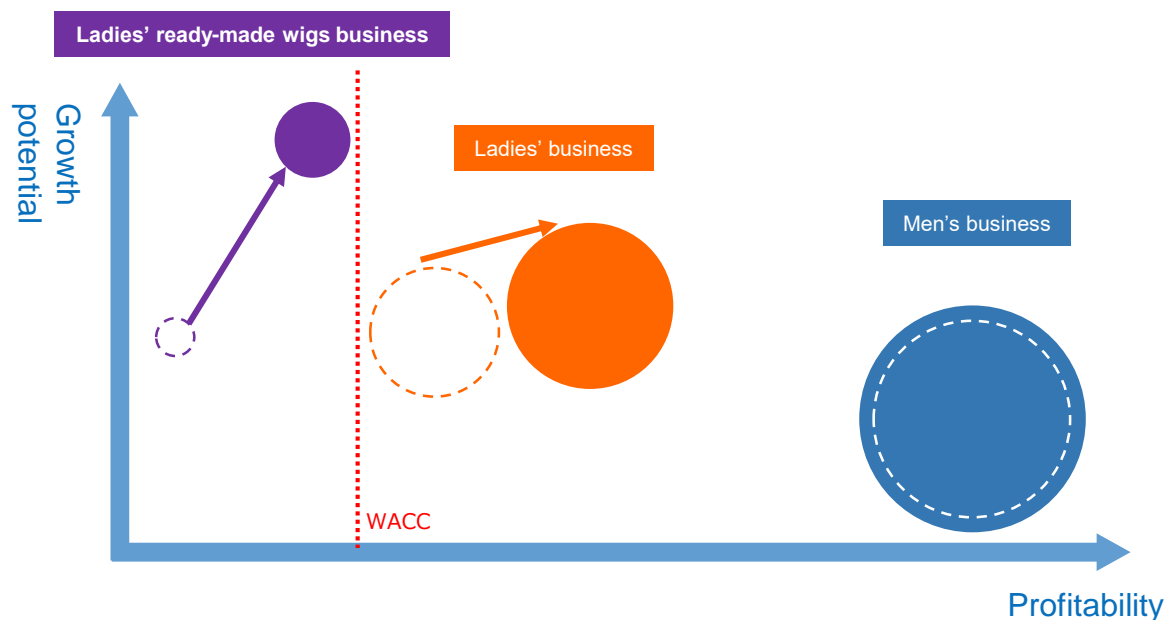 Ladies’ ready-made wigs business
Growth
potential
Ladies’ business
Men’s business
WACC
Profitability